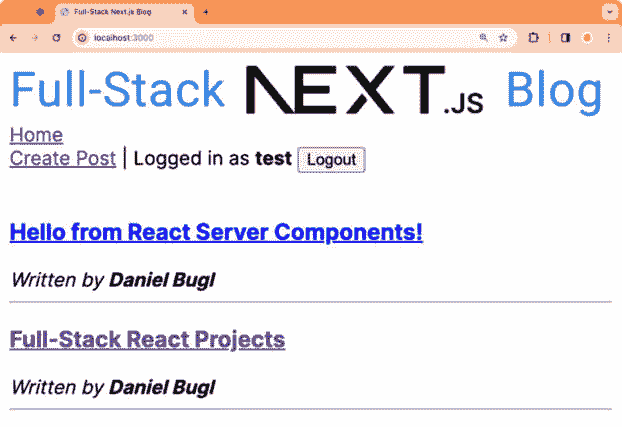 Full-Stack Next.js Blog
localhost:3000
Full-Stack NEXT.JS Blog
Home
Create Post | Logged in as test Logout
Hello from React Server Components!
Written by Daniel Bugl
Full-Stack React Projects
Written by Daniel Bugl